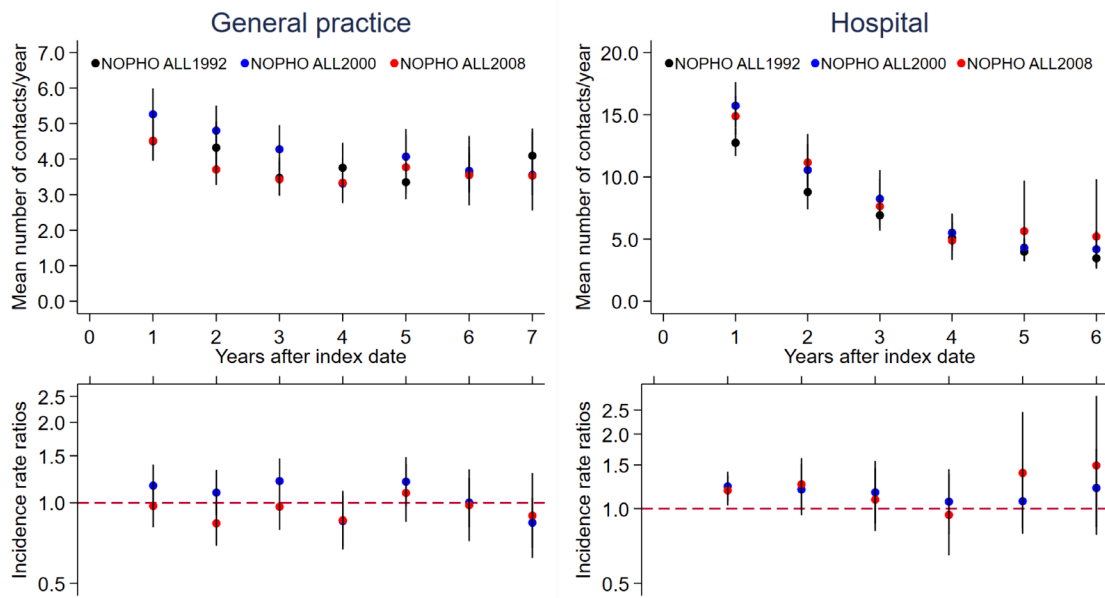 General practice
Mean number of contacts/year
7.0
6.0
5.0
4.0
3.0
2.0
1.0
0.0
NOPHO ALL1992 NOPHO ALL2000 NOPHO ALL2008
0 1 2 3 4 5 6 7
Years after index date
Incidence rate ratios
2.5
2.0
1.5
1.0
0.5
Hospital
Mean number of contacts/year
20.0
15.0
10.0
5.0
0.0
NOPHO ALL1992 NOPHO ALL2000 NOPHO ALL2008
0 1 2 3 4 5 6
Years after index date
Incidence rate ratios
2.5
2.0
1.5
1.0
0.5